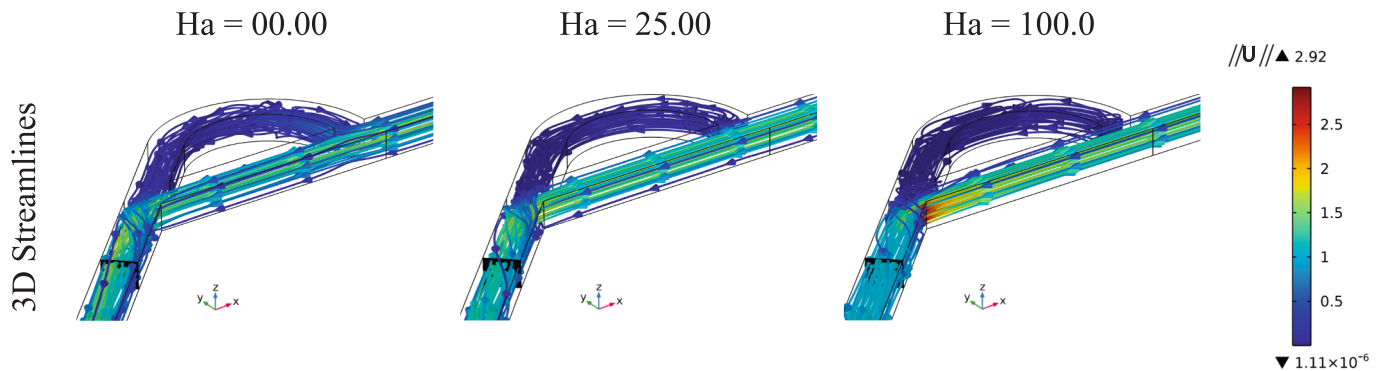 Ha = 00.00
Ha = 25.00
Ha = 100.0
//U// ▲ 2.92
3D Streamlines
2.5
2
1.5
1
0.5
▼ 1.11×10⁻⁶
z
y
x
z
y
x
z
y
x